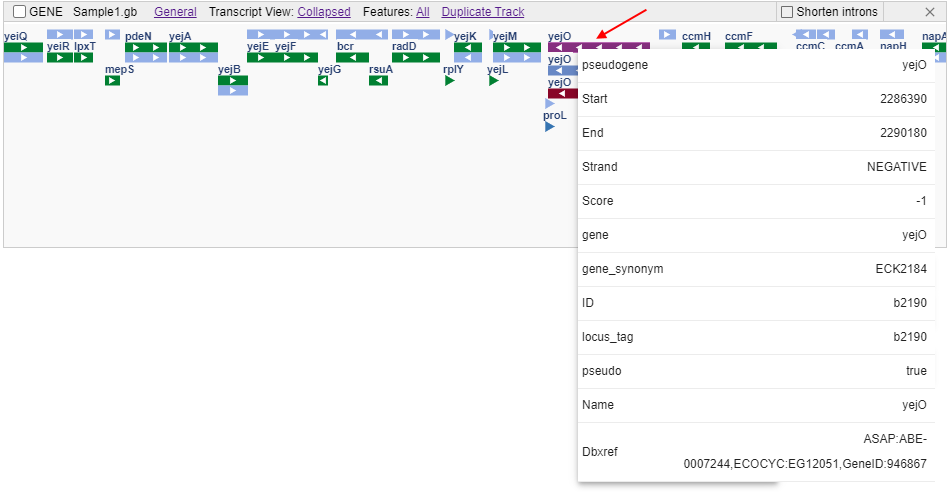 GENE Sample1.gb General Transcript View: Collapsed Features: All Duplicate Track Shorten introns
yeiQ pdeN yejA yejK yejO ccmH ccmF napA
yeiR lpxT yejE yejF bcr radD yejM yejO ccmC ccmA napH
mepS yejB yejG rsuA rplY yejL yejO
proL
pseudogene yejO
Start 2286390
End 2290180
Strand NEGATIVE
Score -1
gene yejO
gene_synonym ECK2184
ID b2190
locus_tag b2190
pseudo true
Name yejO
Dbxref ASAP:ABE-
0007244,ECOCYC:EG12051,GeneID:946867